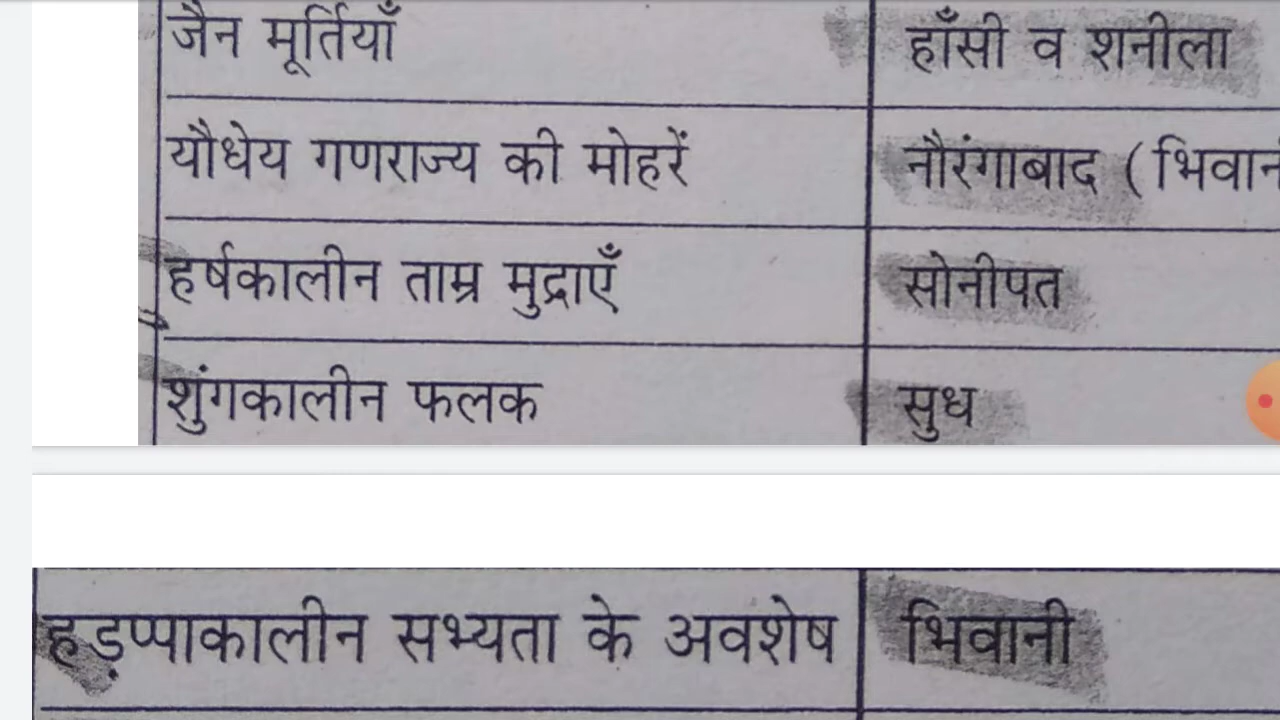 जैन मूर्तियाँ हाँसी व शनीला
यौधेय गणराज्य की मोहरें नौरंगाबाद (भिवान
हर्षकालीन ताम्र मुद्राएँ सोनीपत
शुंगकालीन फलक सुध
हड़प्पाकालीन सभ्यता के अवशेष भिवानी